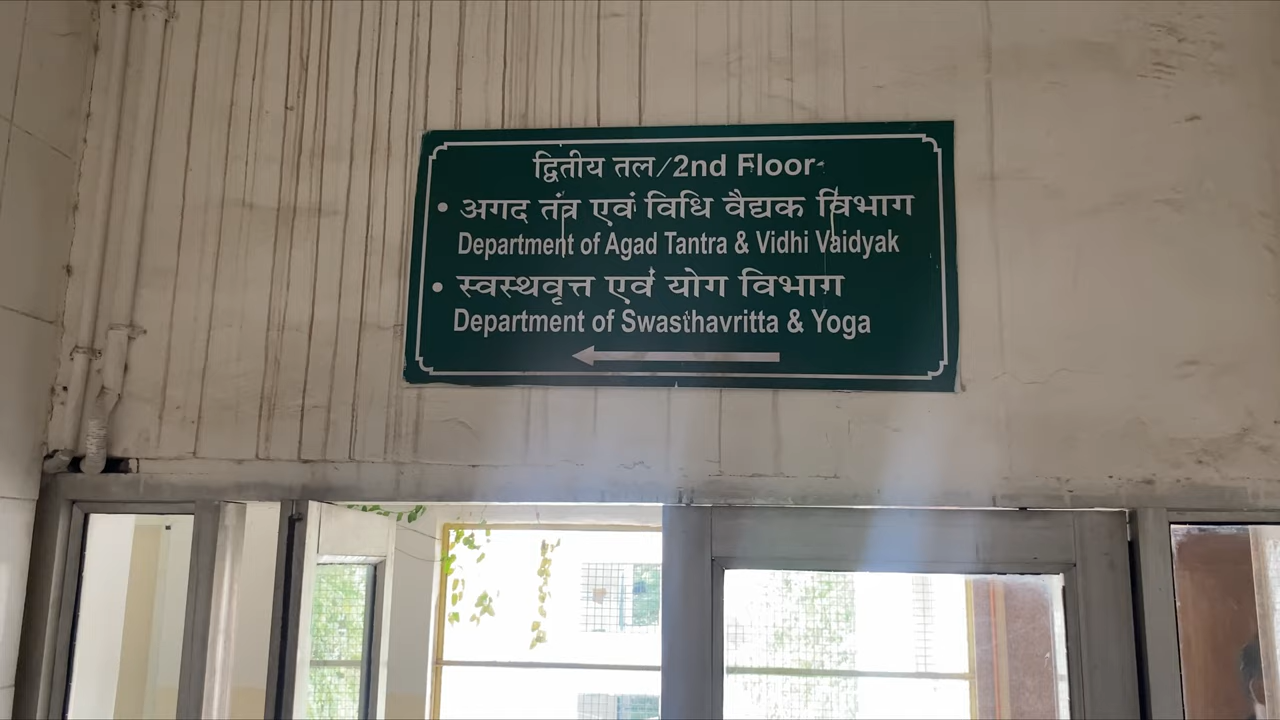 द्वितीय तल/2nd Floor
• अगद तंत्र एवं विधि वैद्यक विभाग
Department of Agad Tantra & Vidhi Vaidyak
• स्वस्थवृत्त एवं योग विभाग
Department of Swasthavritta & Yoga